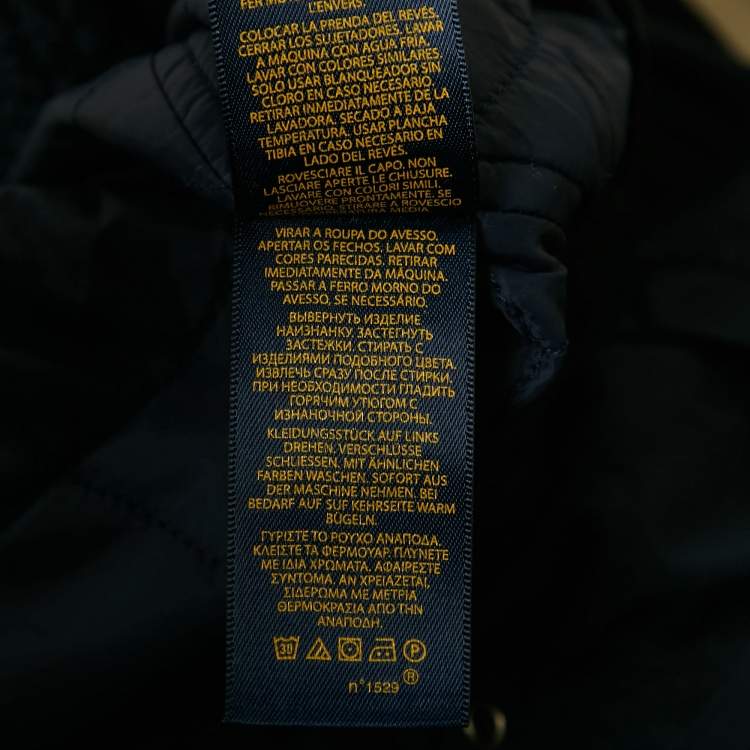 L'ENVERS.
COLOCAR LA PRENDA DEL REVÉS,
CERRAR LOS SUJETADORES, LAVAR
A MÁQUINA CON AGUA FRÍA,
LAVAR CON COLORES SIMILARES
SOLO USAR BLANQUEADOR SIN
CLORO EN CASO NECESARIO
RETIRAR INMEDIATAMENTE DE LA
LAVADORA. SECADO A BAJA
TEMPERATURA. USAR PLANCHA
TIBIA EN CASO NECESARIO EN
LADO DEL REVÉS.
ROVESCIARE IL CAPO. NON
LASCIARE APERTE LE CHIUSURE.
LAVARE CON COLORI SIMILI.
RIMUOVERE PRONTAMENTE. SE
NECESSARIO, STIRARE A ROVESCIO
MEDIA
VIRAR A ROUPA DO AVESSO.
APERTAR OS FECHOS. LAVAR COM
CORES PARECIDAS. RETIRAR
IMEDIATAMENTE DA MÁQUINA.
PASSAR A FERRO MORNO DO
AVESSO, SE NECESSÁRIO.
ВЫВЕРНУТЬ ИЗДЕЛИЕ
НАИЗНАНКУ. ЗАСТЕГНУТЬ
ЗАСТЕЖКИ. СТИРАТЬ С
ИЗДЕЛИЯМИ ПОДОБНОГО ЦВЕТА.
ИЗВЛЕЧЬ СРАЗУ ПОСЛЕ СТИРКИ.
ПРИ НЕОБХОДИМОСТИ ГЛАДИТЬ
ГОРЯЧИМ УТЮГОМ С
ИЗНАНОЧНОЙ СТОРОНЫ.
KLEIDUNGSSTÜCK AUF LINKS
DREHEN. VERSCHLÜSSE
SCHLIESSEN. MIT ÄHNLICHEN
FARBEN WASCHEN. SOFORT AUS
DER MASCHINE NEHMEN. BEI
BEDARF AUF SUF KEHRSEITE WARM
BÜGELN.
ΓΥΡΙΣΤΕ ΤΟ ΡΟΥΧΟ ΑΝΑΠΟΔΑ.
ΚΛΕΙΣΤΕ ΤΑ ΦΕΡΜΟΥΑΡ. ΠΛΥΝΕΤΕ
ΜΕ ΙΔΙΑ ΧΡΩΜΑΤΑ. ΑΦΑΙΡΕΣΤΕ
ΣΥΝΤΟΜΑ. ΑΝ ΧΡΕΙΑΖΕΤΑΙ,
ΣΙΔΕΡΩΜΑ ΜΕ ΜΕΤΡΙΑ
ΘΕΡΜΟΚΡΑΣΙΑ ΑΠΟ ΤΗΝ
ΑΝΑΠΟΔΗ.
30 P
n°1529 ®